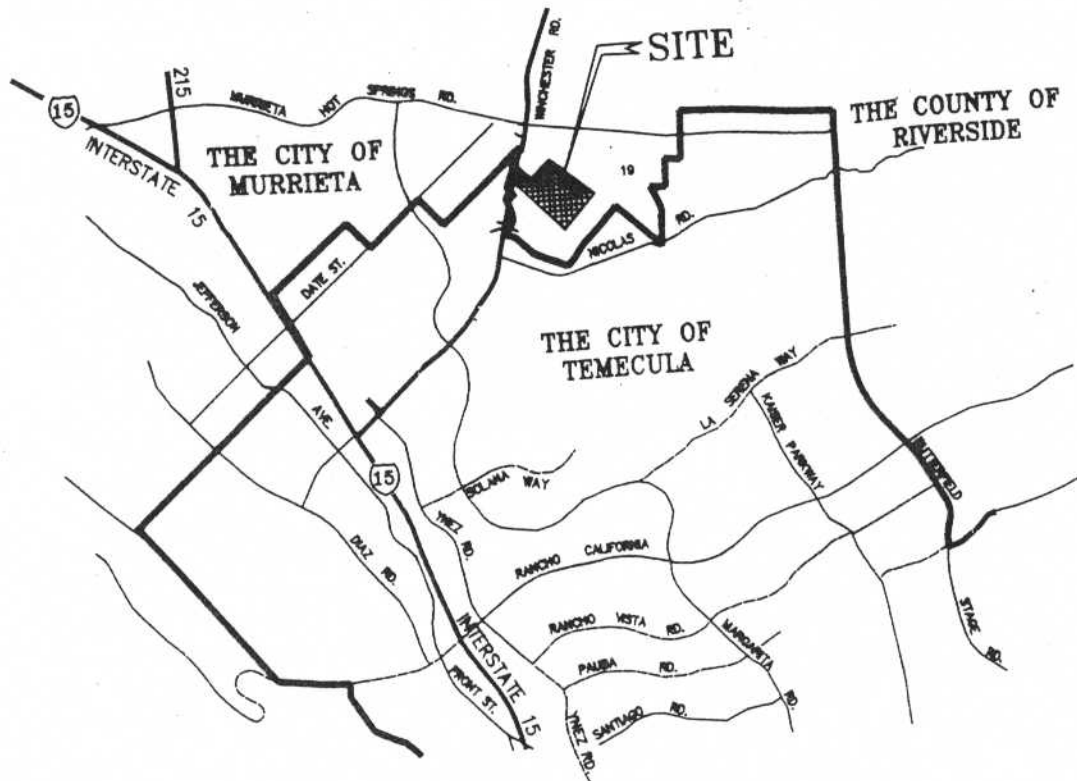 SITE
WINCHESTER RD.
215
15
MURRIETA HOT SPRINGS RD.
THE COUNTY OF
RIVERSIDE
THE CITY OF
MURRIETA
INTERSTATE 15
19
NICOLAS RD.
DATE ST.
JEFFERSON AVE.
THE CITY OF
TEMECULA
LA SERENA WAY
KAISER PARKWAY
15
SOLANA WAY
BUTTERFIELD STAGE RD.
YNEZ RD.
DIAZ RD.
RANCHO CALIFORNIA
RANCHO VISTA RD.
MARGARITA RD.
INTERSTATE 15
PAUBA RD.
FRONT ST.
SANTIAGO RD.
YNEZ RD.